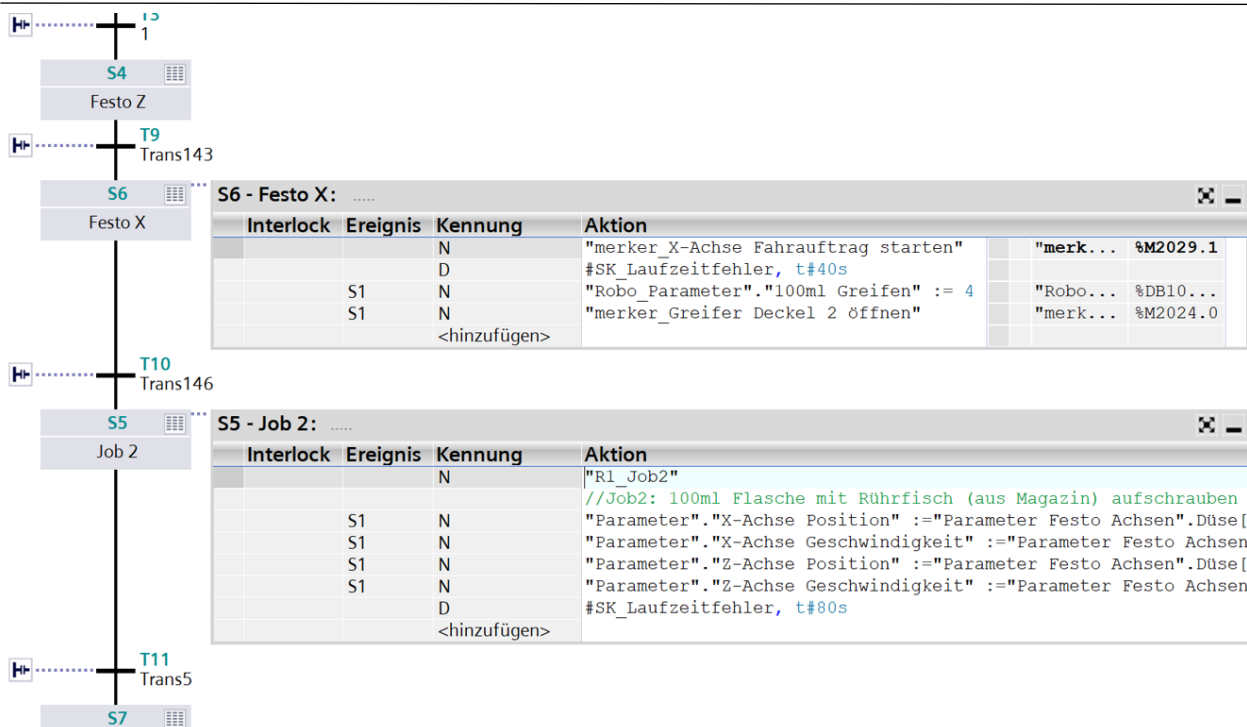 1
S4
Festo Z
T9
Trans143
S6
Festo X
S6 - Festo X: .....
Interlock Ereignis Kennung Aktion
N "merker_X-Achse Fahrauftrag starten" "merk... %M2029.1
D #SK_Laufzeitfehler, t#40s
S1 N "Robo_Parameter"."100ml Greifen" := 4 "Robo... %DB10...
S1 N "merker_Greifer Deckel 2 öffnen" "merk... %M2024.0
<hinzufügen>
T10
Trans146
S5
Job 2
S5 - Job 2: .....
Interlock Ereignis Kennung Aktion
N "R1_Job2"
//Job2: 100ml Flasche mit Rührfisch (aus Magazin) aufschrauben
S1 N "Parameter"."X-Achse Position" :="Parameter Festo Achsen".Düse[
S1 N "Parameter"."X-Achse Geschwindigkeit" :="Parameter Festo Achsen
S1 N "Parameter"."Z-Achse Position" :="Parameter Festo Achsen".Düse[
S1 N "Parameter"."Z-Achse Geschwindigkeit" :="Parameter Festo Achsen
D #SK_Laufzeitfehler, t#80s
<hinzufügen>
T11
Trans5
S7